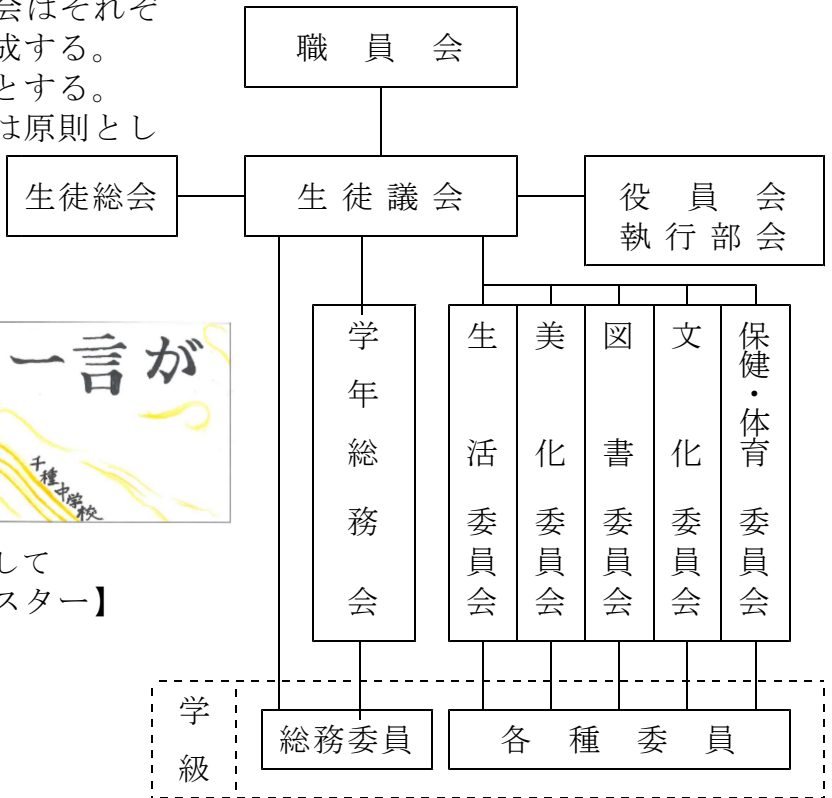 会はそれぞ
成する。
とする。
は原則とし
職員会
生徒総会
生徒議会
役員会
執行部会
一言が
千種中学校
して
スター】
学年総務会
生活委員会
美化委員会
図書委員会
文化委員会
保健・体育委員会
学級
総務委員
各種委員